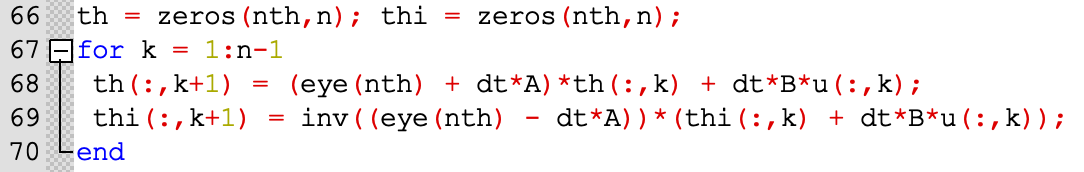 66 th = zeros(nth,n); thi = zeros(nth,n);
67 for k = 1:n-1
68 th(:,k+1) = (eye(nth) + dt*A)*th(:,k) + dt*B*u(:,k);
69 thi(:,k+1) = inv((eye(nth) - dt*A))*(thi(:,k) + dt*B*u(:,k));
70 end